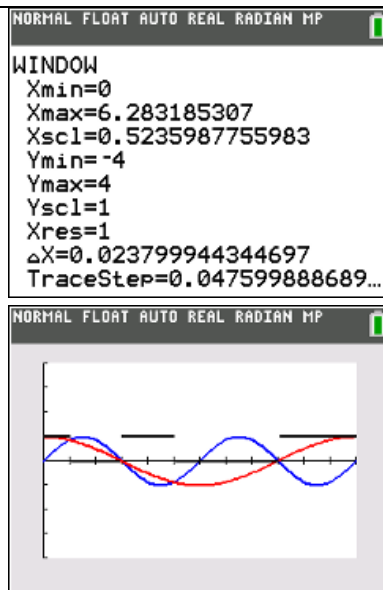 NORMAL FLOAT AUTO REAL RADIAN MP
WINDOW
Xmin=0
Xmax=6.283185307
Xscl=0.5235987755983
Ymin=-4
Ymax=4
Yscl=1
Xres=1
△X=0.023799944344697
TraceStep=0.047599888689…
NORMAL FLOAT AUTO REAL RADIAN MP